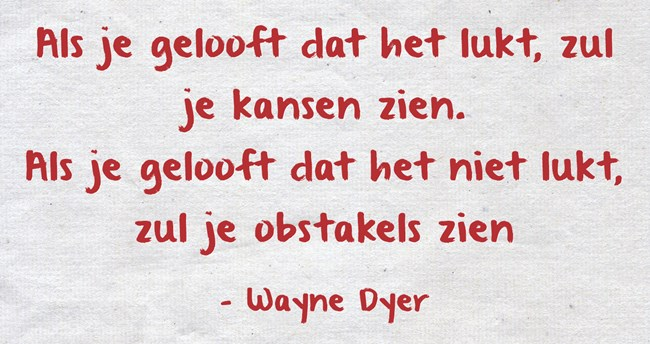 Als je gelooft dat het lukt, zul
je kansen zien.
Als je gelooft dat het niet lukt,
zul je obstakels zien
- Wayne Dyer